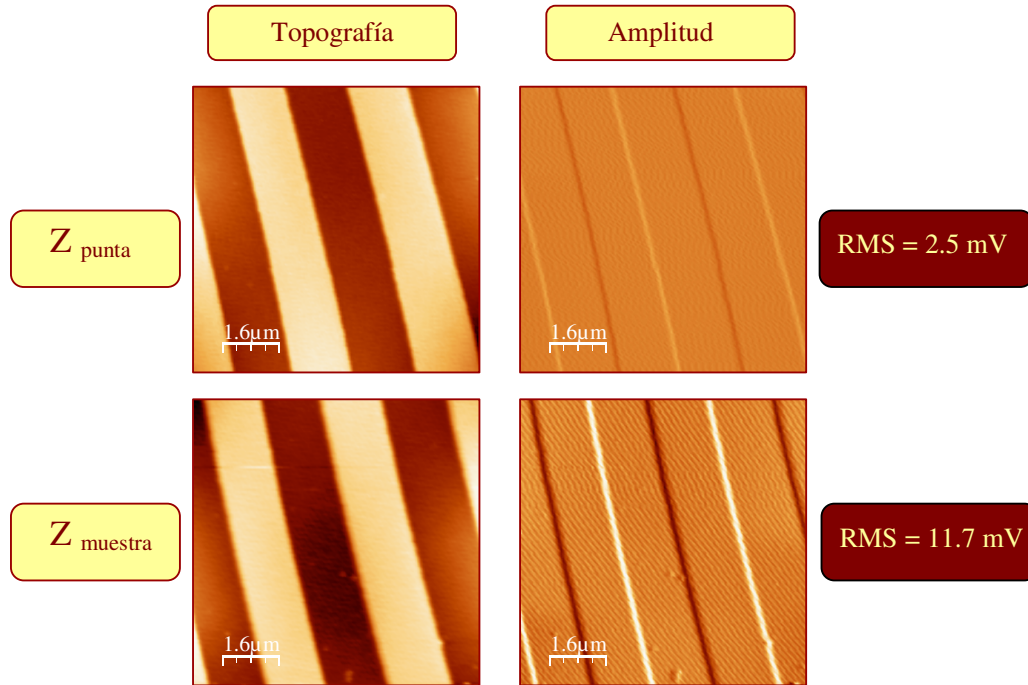 Topografía
Amplitud
Z punta
RMS = 2.5 mV
1.6µm
1.6µm
Z muestra
RMS = 11.7 mV
1.6µm
1.6µm